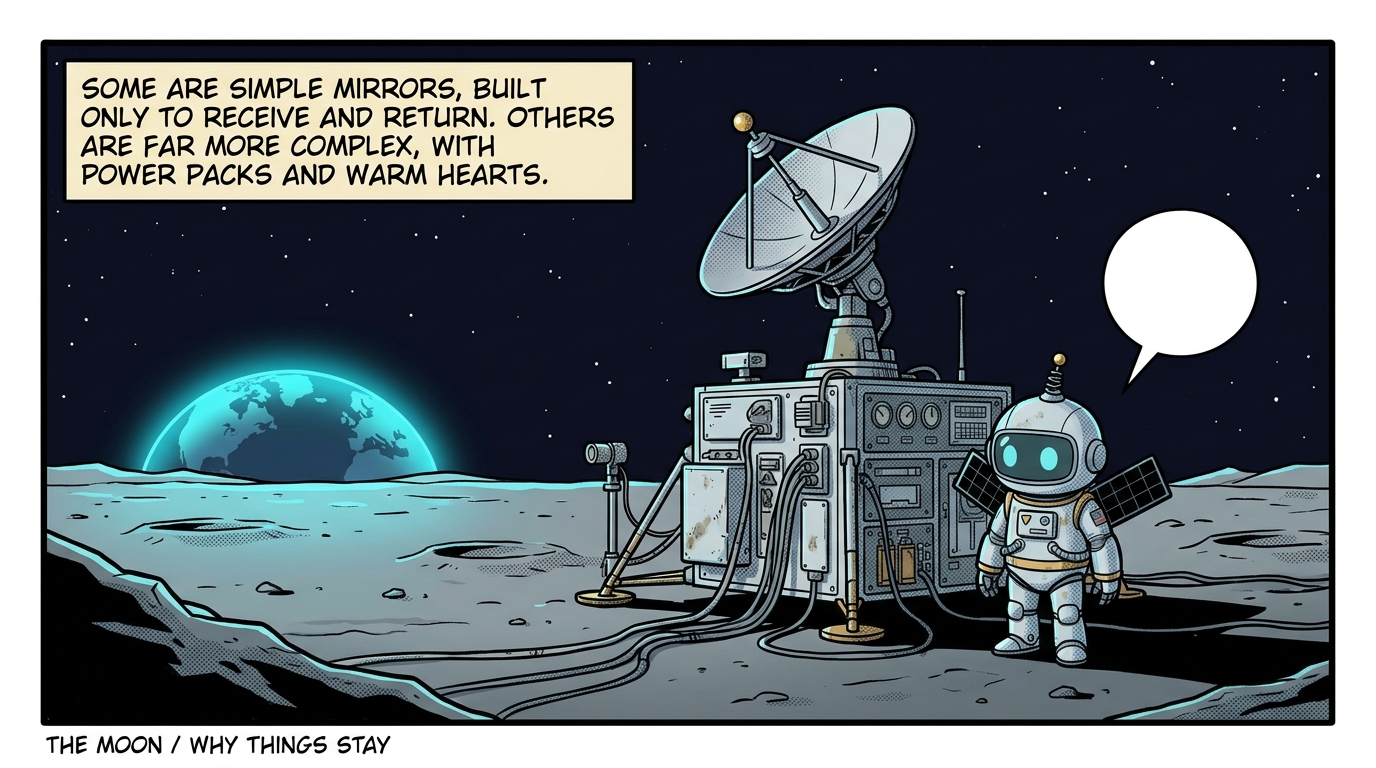 SOME ARE SIMPLE MIRRORS, BUILT
ONLY TO RECEIVE AND RETURN. OTHERS
ARE FAR MORE COMPLEX, WITH
POWER PACKS AND WARM HEARTS.
THE MOON / WHY THINGS STAY